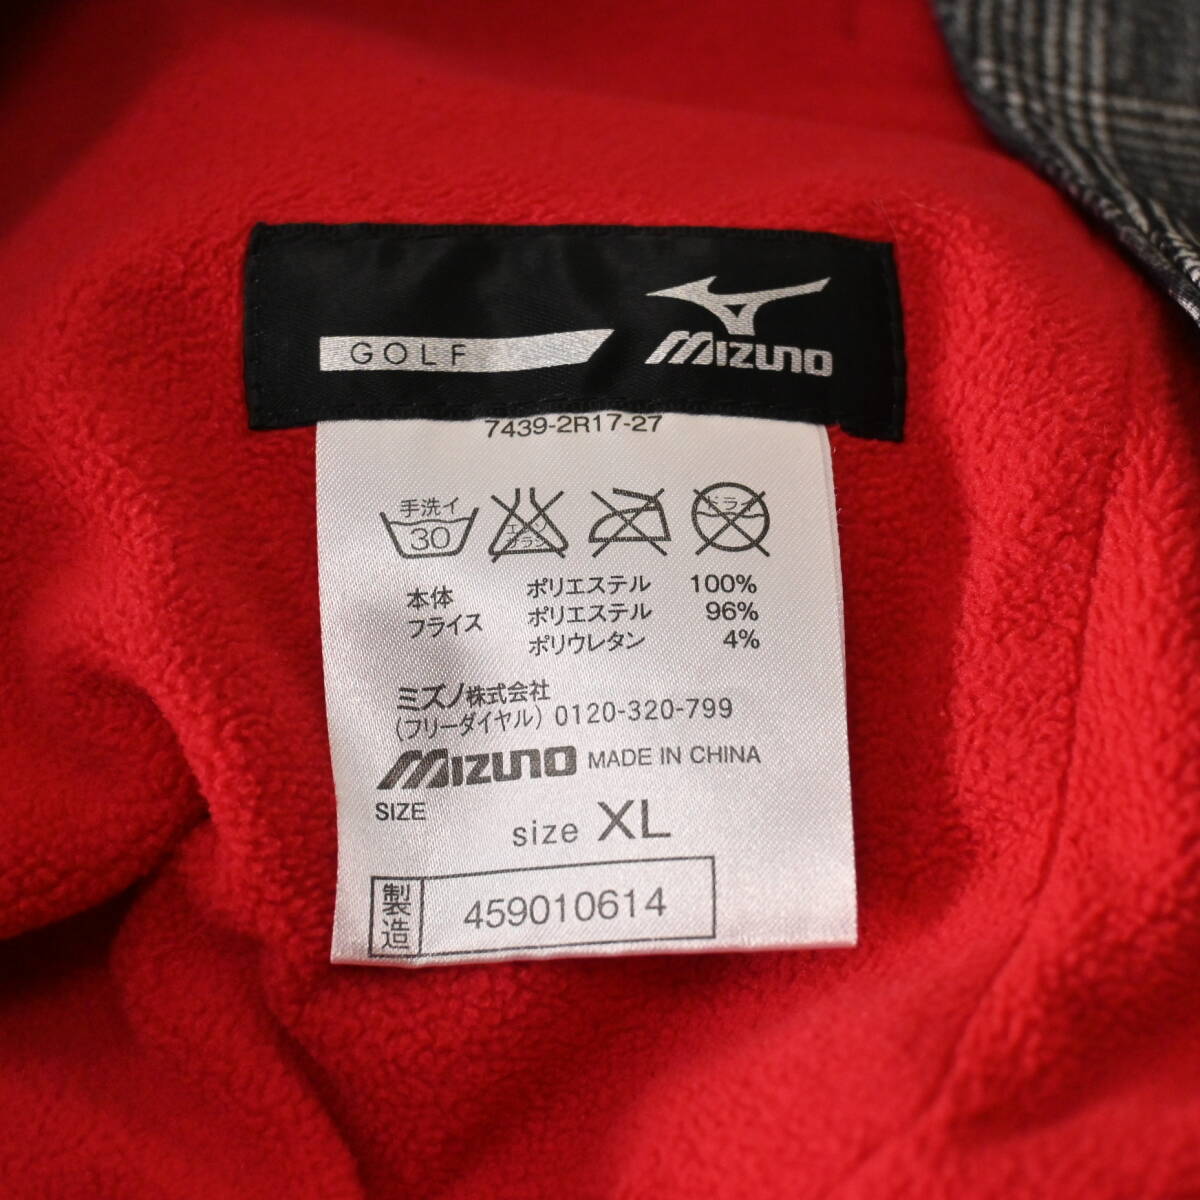 GOLF
MIZUNO
7439-2R17-27
手洗イ
30
エンソ
サラシ
ドライ
本体 ポリエステル 100%
フライス ポリエステル 96%
ポリウレタン 4%
ミズノ株式会社
(フリーダイヤル) 0120-320-799
MIZUNO MADE IN CHINA
SIZE
size XL
製造 459010614